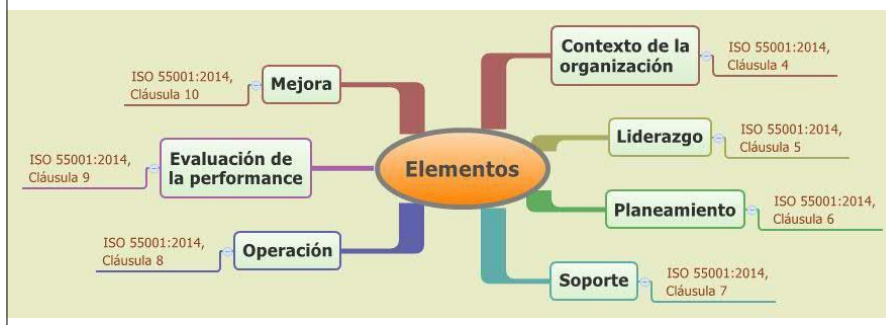 Elementos
Contexto de la
organización
ISO 55001:2014,
Cláusula 4
Liderazgo
ISO 55001:2014,
Cláusula 5
Planeamiento
ISO 55001:2014,
Cláusula 6
Soporte
ISO 55001:2014,
Cláusula 7
Operación
ISO 55001:2014,
Cláusula 8
Evaluación de
la performance
ISO 55001:2014,
Cláusula 9
Mejora
ISO 55001:2014,
Cláusula 10